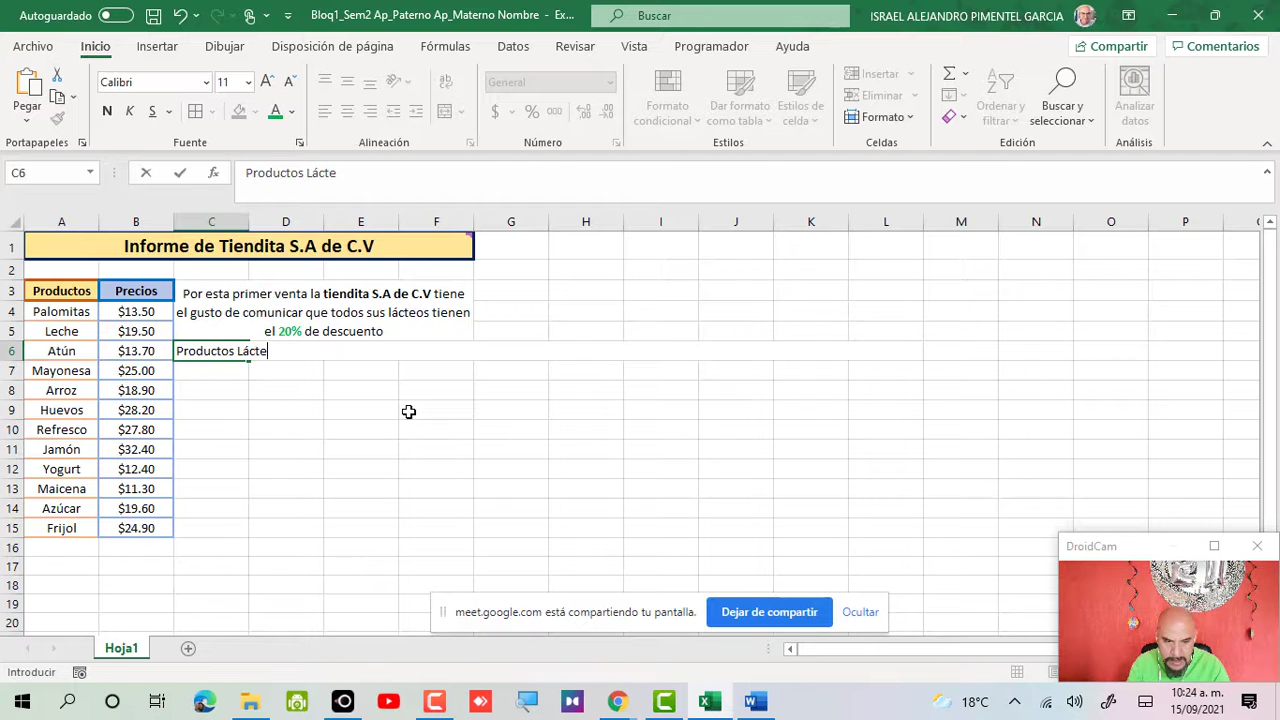 Autoguardado
Bloq1_Sem2 Ap_Paterno Ap_Materno Nombre - Ex...
Buscar
ISRAEL ALEJANDRO PIMENTEL GARCIA
Archivo Inicio Insertar Dibujar Disposición de página Fórmulas Datos Revisar Vista Programador Ayuda Compartir Comentarios
Pegar
Calibri 11
N K S
General
$ % 000
Formato condicional
Dar formato como tabla
Estilos de celda
Insertar
Eliminar
Formato
Ordenar y filtrar
Buscar y seleccionar
Analizar datos
Portapapeles Fuente Alineación Número Estilos Celdas Edición Análisis
C6 fx Productos Lácte
A B C D E F G H I J K L M N O P
1 Informe de Tiendita S.A de C.V
2
3 Productos Precios Por esta primer venta la tiendita S.A de C.V tiene
4 Palomitas $13.50 el gusto de comunicar que todos sus lácteos tienen
5 Leche $19.50 el 20% de descuento
6 Atún $13.70 Productos Lácte
7 Mayonesa $25.00
8 Arroz $18.90
9 Huevos $28.20
10 Refresco $27.80
11 Jamón $32.40
12 Yogurt $12.40
13 Maicena $11.30
14 Azúcar $19.60
15 Frijol $24.90
16
17
18
19
20
DroidCam
meet.google.com está compartiendo tu pantalla. Dejar de compartir Ocultar
Hoja1
Introducir
18°C
10:24 a. m.
15/09/2021